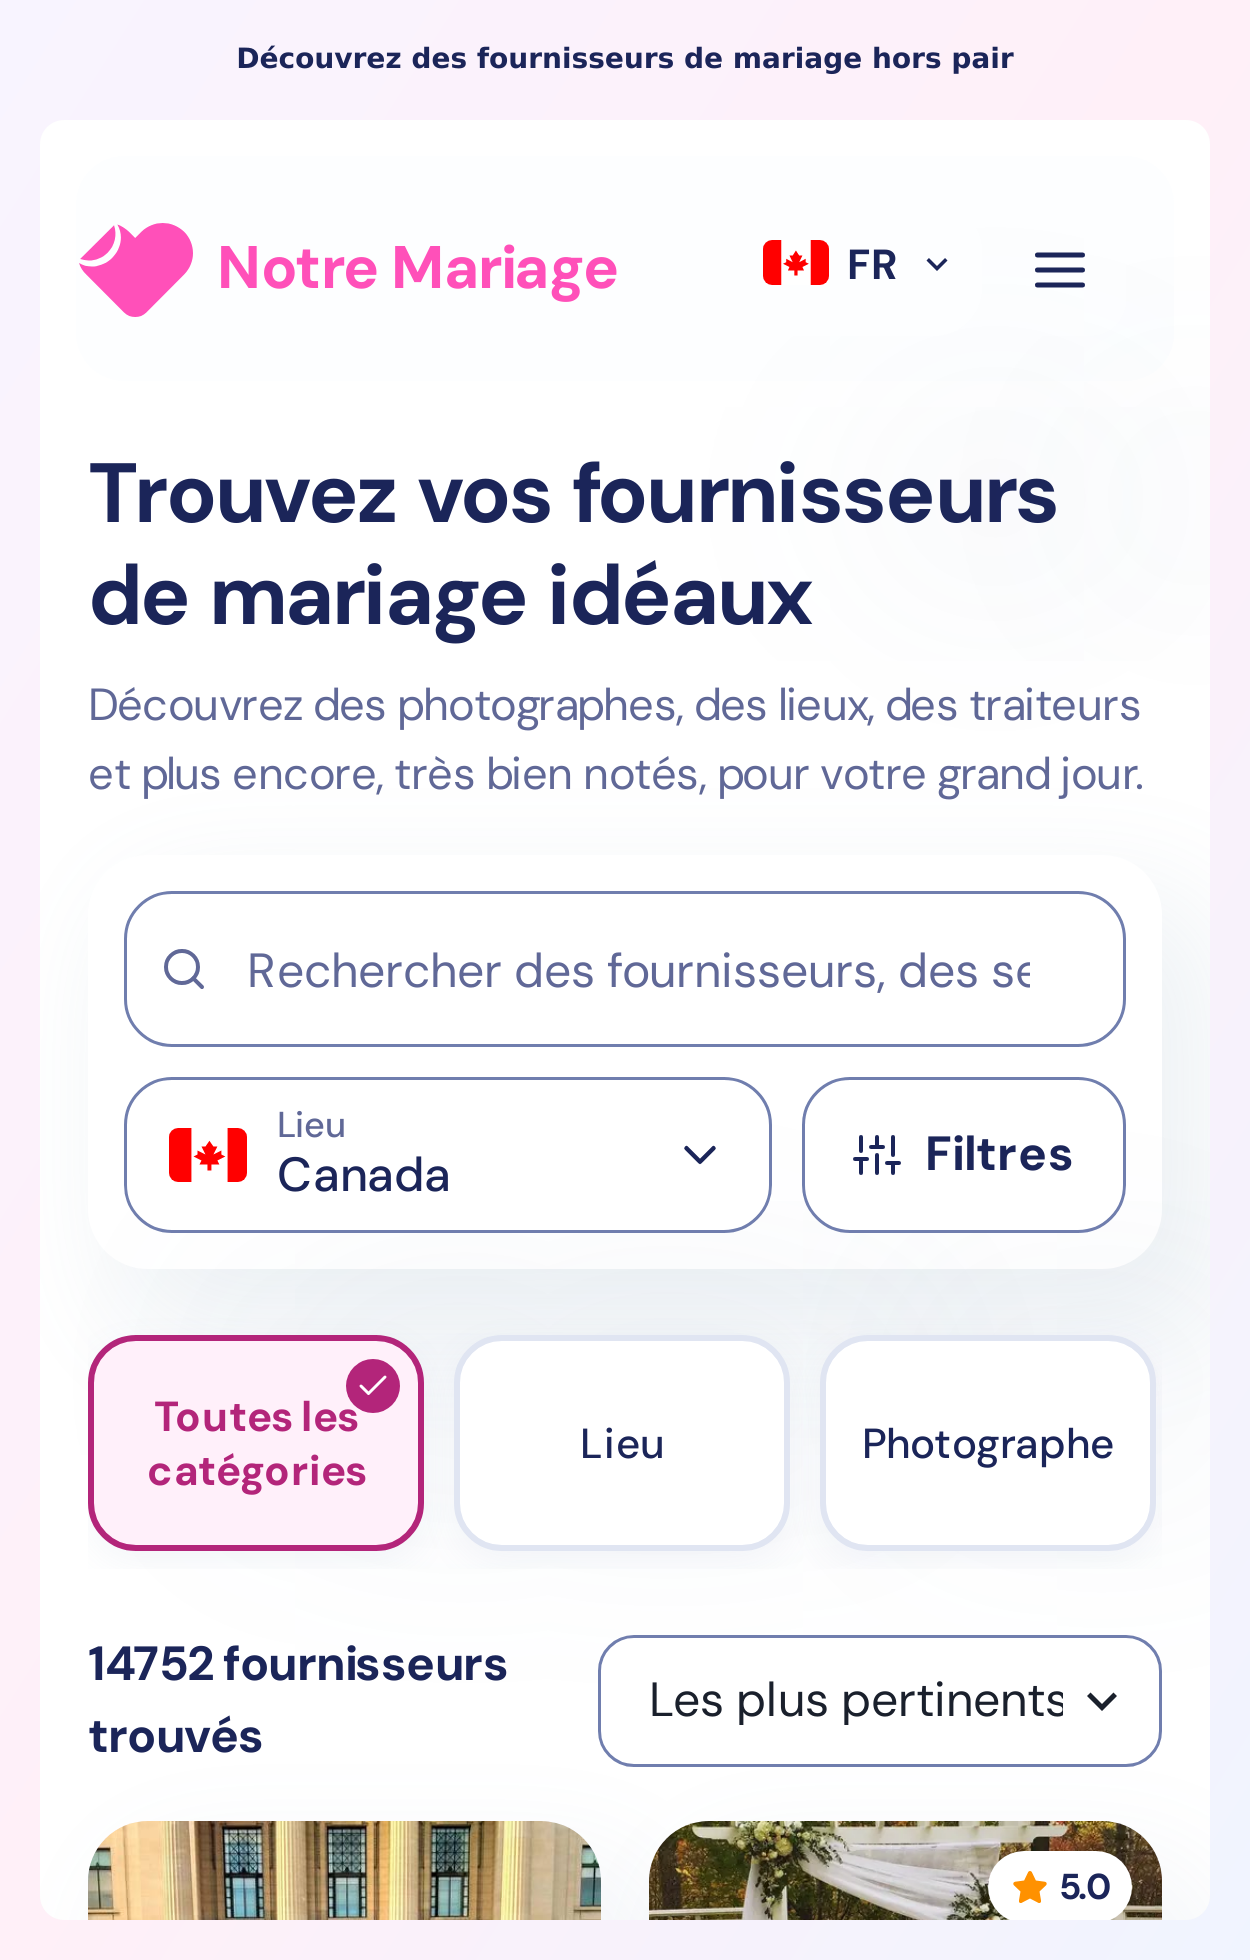 Découvrez des fournisseurs de mariage hors pair
Notre Mariage
FR
Trouvez vos fournisseurs
de mariage idéaux
Découvrez des photographes, des lieux, des traiteurs
et plus encore, très bien notés, pour votre grand jour.
Rechercher des fournisseurs, des se
Lieu
Canada
Filtres
Toutes les
catégories
Lieu
Photographe
14752 fournisseurs
trouvés
Les plus pertinents
5.0